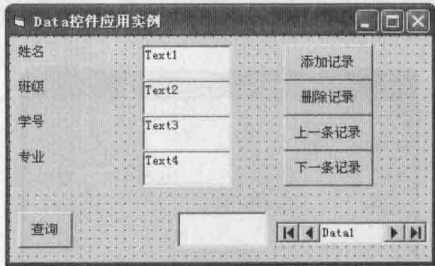 Data控件应用实例
姓名 Text1 添加记录
班级 Text2 删除记录
学号 Text3 上一条记录
专业 Text4 下一条记录
查询 Data1